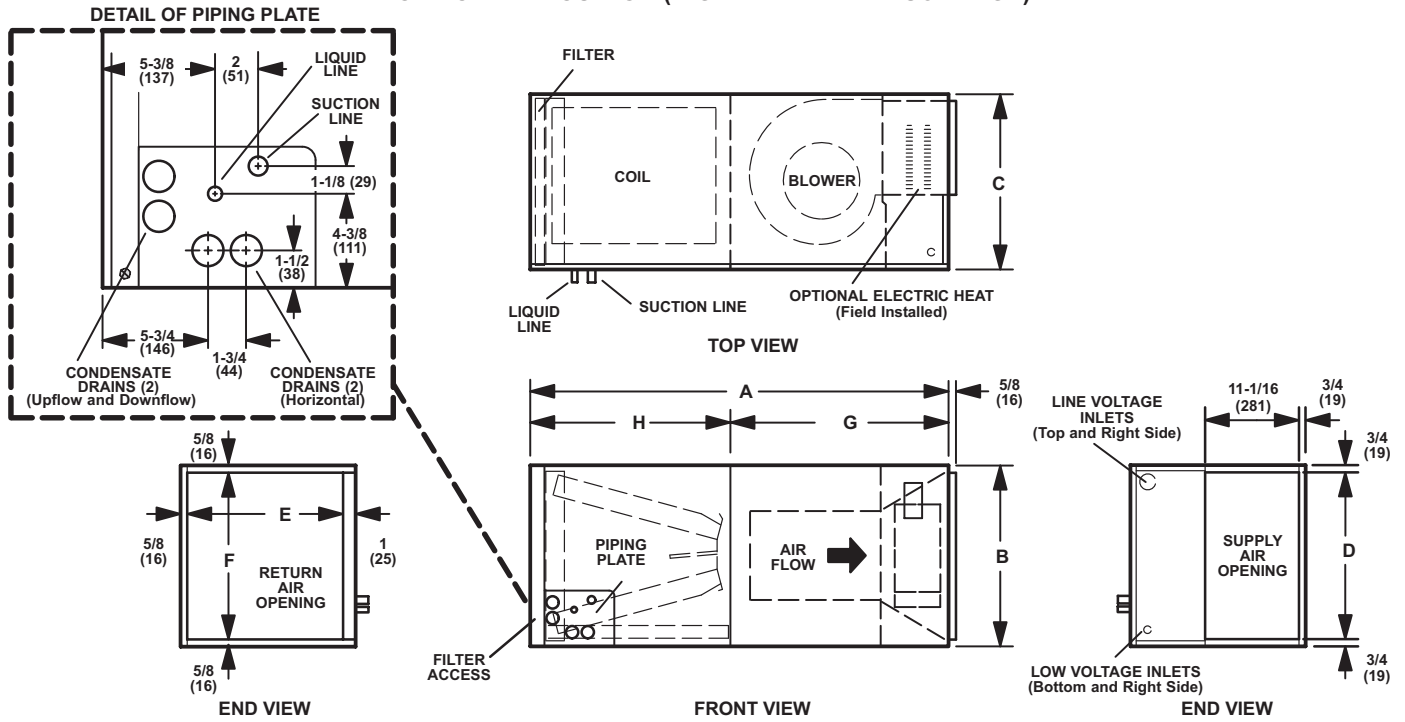 DETAIL OF PIPING PLATE
5-3/8
(137)
2
(51)
LIQUID
LINE
SUCTION
LINE
1-1/8 (29)
4-3/8
(111)
1-1/2
(38)
5-3/4
(146)
1-3/4
(44)
CONDENSATE
DRAINS (2)
(Upflow and Downflow)
CONDENSATE
DRAINS (2)
(Horizontal)
FILTER
COIL
BLOWER
C
LIQUID
LINE
SUCTION LINE
OPTIONAL ELECTRIC HEAT
(Field Installed)
TOP VIEW
5/8
(16)
E
F
5/8
(16)
1
(25)
RETURN
AIR
OPENING
5/8
(16)
END VIEW
A
5/8
(16)
H
G
PIPING
PLATE
AIR
FLOW
B
FILTER
ACCESS
FRONT VIEW
LINE VOLTAGE
INLETS
(Top and Right Side)
11-1/16
(281)
3/4
(19)
3/4
(19)
SUPPLY
AIR
OPENING
D
LOW VOLTAGE INLETS
(Bottom and Right Side)
3/4
(19)
END VIEW